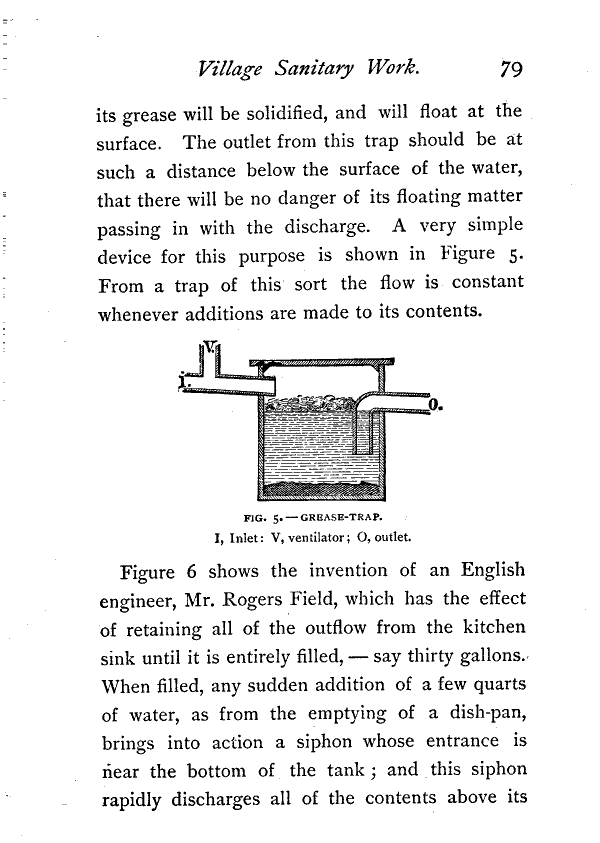 Village Sanitary Work. 79
its grease will be solidified, and will float at the
surface. The outlet from this trap should be at
such a distance below the surface of the water,
that there will be no danger of its floating matter
passing in with the discharge. A very simple
device for this purpose is shown in Figure 5.
From a trap of this sort the flow is constant
whenever additions are made to its contents.
V.
I.
O.
FIG. 5.—GREASE-TRAP.
I, Inlet: V, ventilator; O, outlet.
Figure 6 shows the invention of an English
engineer, Mr. Rogers Field, which has the effect
of retaining all of the outflow from the kitchen
sink until it is entirely filled, — say thirty gallons.
When filled, any sudden addition of a few quarts
of water, as from the emptying of a dish-pan,
brings into action a siphon whose entrance is
near the bottom of the tank; and this siphon
rapidly discharges all of the contents above its